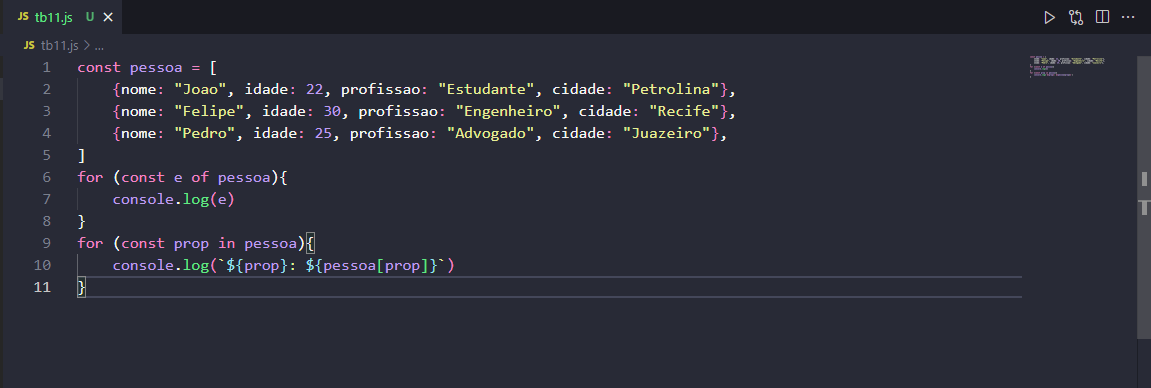 JS tb11.js U ×
JS tb11.js > ...
1 const pessoa = [
2     {nome: "Joao", idade: 22, profissao: "Estudante", cidade: "Petrolina"},
3     {nome: "Felipe", idade: 30, profissao: "Engenheiro", cidade: "Recife"},
4     {nome: "Pedro", idade: 25, profissao: "Advogado", cidade: "Juazeiro"},
5 ]
6 for (const e of pessoa){
7     console.log(e)
8 }
9 for (const prop in pessoa){
10     console.log(`${prop}: ${pessoa[prop]}`)
11 }